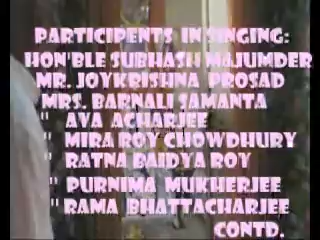 PARTICIPENTS IN SINGING:
HON'BLE SUBHASH MAJUMDER
MR. JOYKRISHNA PROSAD
MRS. BARNALI SAMANTA
" AVA ACHARJEE
" MIRA ROY CHOWDHURY
" RATNA BAIDYA ROY
" PURNIMA MUKHERJEE
" RAMA BHATTACHARJEE
CONTD.